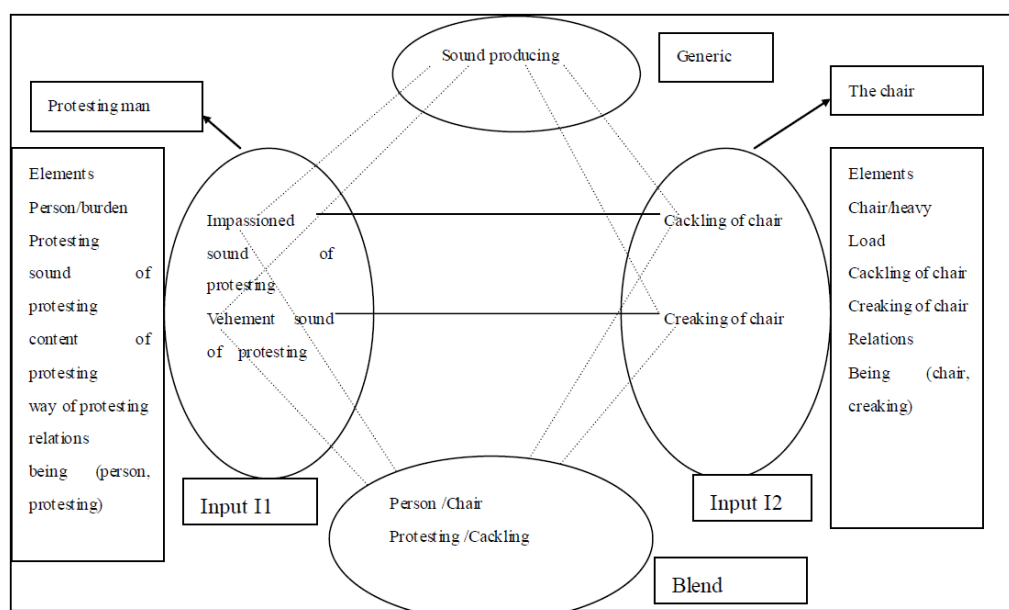 Sound producing
Generic
Protesting man
The chair
Elements
Person/burden
Protesting
sound of
protesting
content of
protesting
way of protesting
relations
being (person,
protesting)
Impassioned
sound of
protesting
Vehement sound
of protesting
Cackling of chair
Creaking of chair
Elements
Chair/heavy
Load
Cackling of chair
Creaking of chair
Relations
Being (chair,
creaking)
Input I1
Input I2
Person /Chair
Protesting /Cackling
Blend